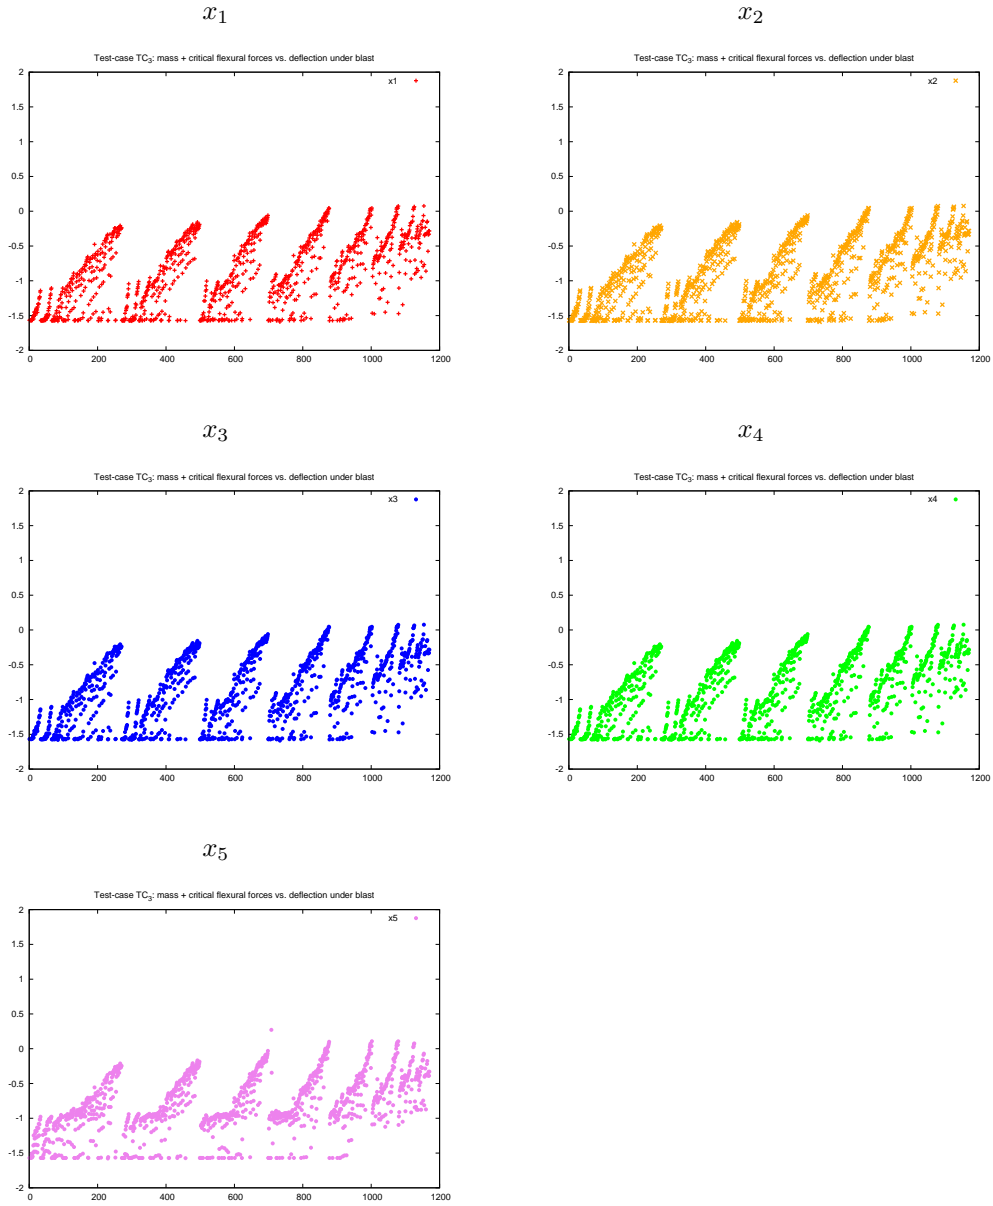 x₁ x₂
Test-case TC₃: mass + critical flexural forces vs. deflection under blast
x1
2
1.5
1
0.5
0
-0.5
-1
-1.5
-2
0 200 400 600 800 1000 1200
Test-case TC₃: mass + critical flexural forces vs. deflection under blast
x2
2
1.5
1
0.5
0
-0.5
-1
-1.5
-2
0 200 400 600 800 1000 1200
x₃ x₄
Test-case TC₃: mass + critical flexural forces vs. deflection under blast
x3
2
1.5
1
0.5
0
-0.5
-1
-1.5
-2
0 200 400 600 800 1000 1200
Test-case TC₃: mass + critical flexural forces vs. deflection under blast
x4
2
1.5
1
0.5
0
-0.5
-1
-1.5
-2
0 200 400 600 800 1000 1200
x₅
Test-case TC₃: mass + critical flexural forces vs. deflection under blast
x5
2
1.5
1
0.5
0
-0.5
-1
-1.5
-2
0 200 400 600 800 1000 1200